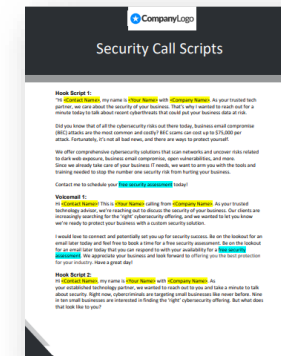 CompanyLogo
Security Call Scripts
Hook Script 1:
"Hi <Contact Name>, my name is <Your Name> with <Company Name>. As your trusted tech
partner, we care about the security of your business. That's why I wanted to reach out for a
minute today to talk about recent cyberthreats that could put your business data at risk.
Did you know that of all the cybersecurity risks out there today, business email compromise
(BEC) attacks are the most common and costly? BEC scams can cost up to $75,000 per
attack. Fortunately, it's not all bad news, and there are ways to protect yourself.
We offer comprehensive cybersecurity solutions that scan networks and uncover risks related
to dark web exposure, business email compromise, open vulnerabilities, and more.
Since we already take care of your business IT needs, we want to arm you with the tools and
training needed to stop the number one security risk from hurting your business.
Contact me to schedule your free security assessment today!
Voicemail 1:
Hi <Contact Name>! This is <Your Name> calling from <Company Name>. As your trusted
technology advisor, we're reaching out to discuss the security of your business. Our clients are
increasingly searching for the 'right' cybersecurity offering, and we wanted to let you know
we're ready to protect your business with a custom security solution.
I would love to connect and potentially set you up for security success. Be on the lookout for an
email later today and feel free to book a time for a free security assessment. Be on the lookout
for an email later today that you can respond to with your availability for a free security
assessment. We appreciate your business and look forward to offering you the best protection
for your industry. Have a great day!
Hook Script 2:
Hi <Contact Name>, my name is <Your Name> with <Company Name>. As
your established technology partner, we wanted to reach out to you and take a minute to talk
about security. Right now, cybercriminals are targeting small businesses like never before. Nine
in ten small businesses are interested in finding the 'right' cybersecurity offering. But what does
that look like to you?